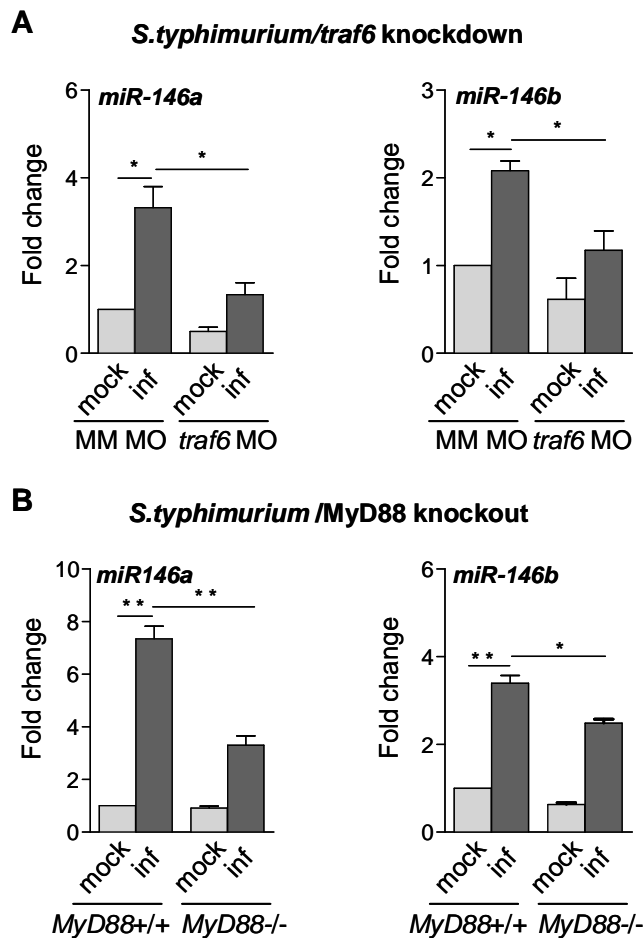 A
S.typhimurium/traf6 knockdown
miR-146a
Fold change
6
4
2
0
*
*
mock
inf
mock
inf
MM MO
traf6 MO
miR-146b
Fold change
3
2
1
0
*
*
mock
inf
mock
inf
MM MO
traf6 MO
B
S.typhimurium /MyD88 knockout
miR146a
Fold change
10
8
6
4
2
0
* *
* *
mock
inf
mock
inf
MyD88+/+
MyD88-/-
miR-146b
Fold change
6
4
2
0
* *
*
mock
inf
mock
inf
MyD88+/+
MyD88-/-